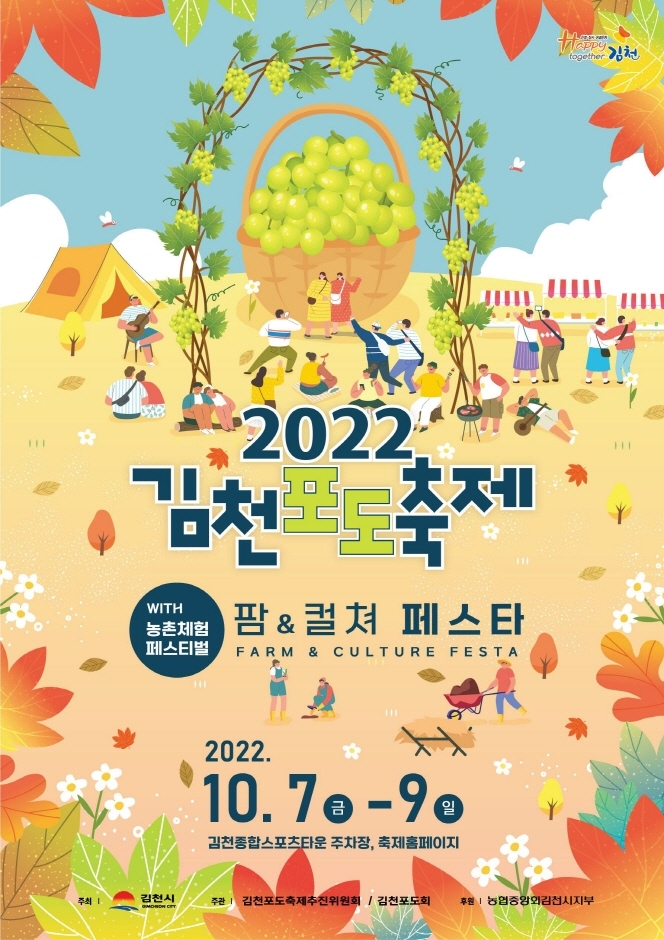 Happy
together 김천
2022
김천포도축제
WITH
농촌체험
페스티벌
팜 & 컬쳐 페스타
FARM & CULTURE FESTA
2022.
10. 7 금 - 9 일
김천종합스포츠타운 주차장, 축제홈페이지
주최 | 김천시 GIMCHEON CITY 주관 | 김천포도축제추진위원회 / 김천포도회 후원 | 농협중앙회김천시지부